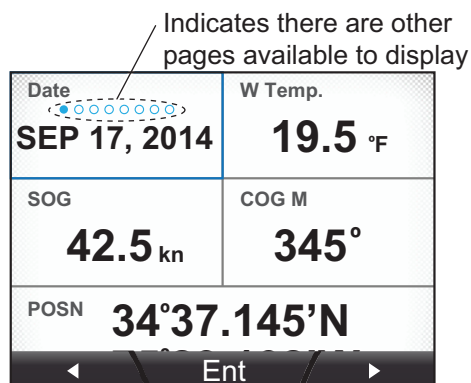 Indicates there are other
pages available to display
Date
SEP 17, 2014
W Temp.
19.5 °F
SOG
42.5 kn
COG M
345°
POSN
34°37.145’N
Ent